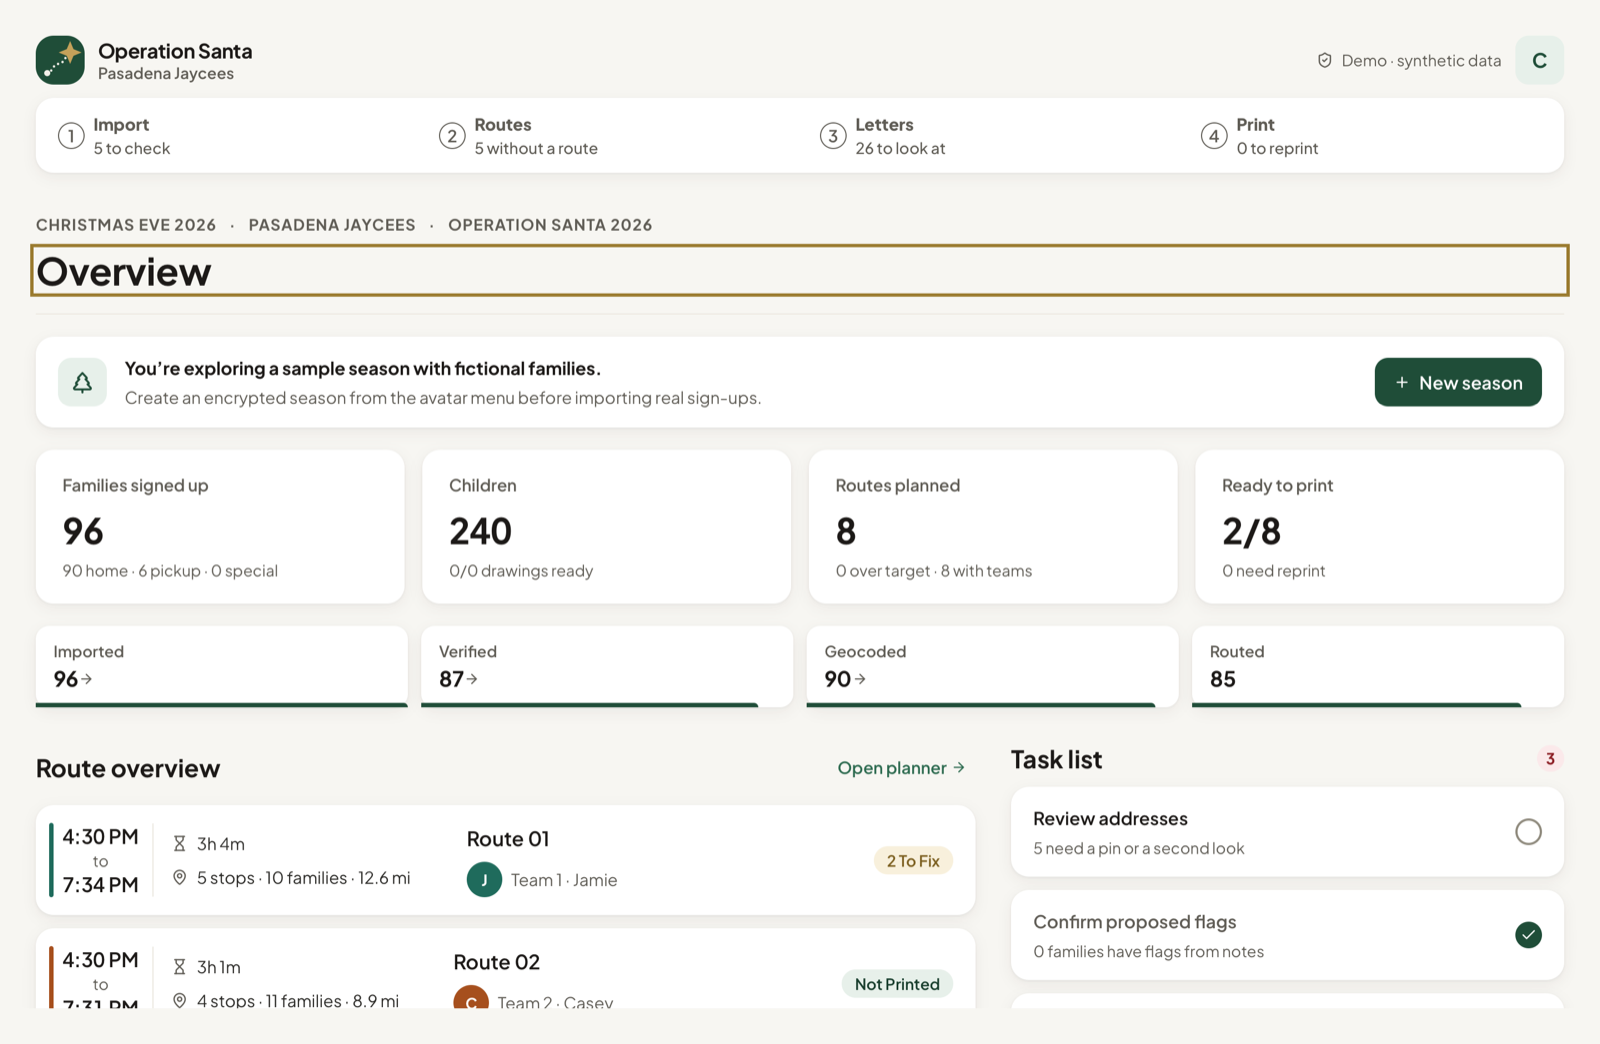 Operation Santa
Pasadena Jaycees
Demo · synthetic data
C
1
Import
5 to check
2
Routes
5 without a route
3
Letters
26 to look at
4
Print
0 to reprint
CHRISTMAS EVE 2026 · PASADENA JAYCEES · OPERATION SANTA 2026
Overview
You’re exploring a sample season with fictional families.
Create an encrypted season from the avatar menu before importing real sign-ups.
+ New season
Families signed up
96
90 home · 6 pickup · 0 special
Children
240
0/0 drawings ready
Routes planned
8
0 over target · 8 with teams
Ready to print
2/8
0 need reprint
Imported
96→
Verified
87→
Geocoded
90→
Routed
85
Route overview
Open planner →
4:30 PM
to
7:34 PM
3h 4m
5 stops · 10 families · 12.6 mi
Route 01
J
Team 1 · Jamie
2 To Fix
4:30 PM
to
7:31 PM
3h 1m
4 stops · 11 families · 8.9 mi
Route 02
C
Team 2 · Casey
Not Printed
Task list
3
Review addresses
5 need a pin or a second look
Confirm proposed flags
0 families have flags from notes